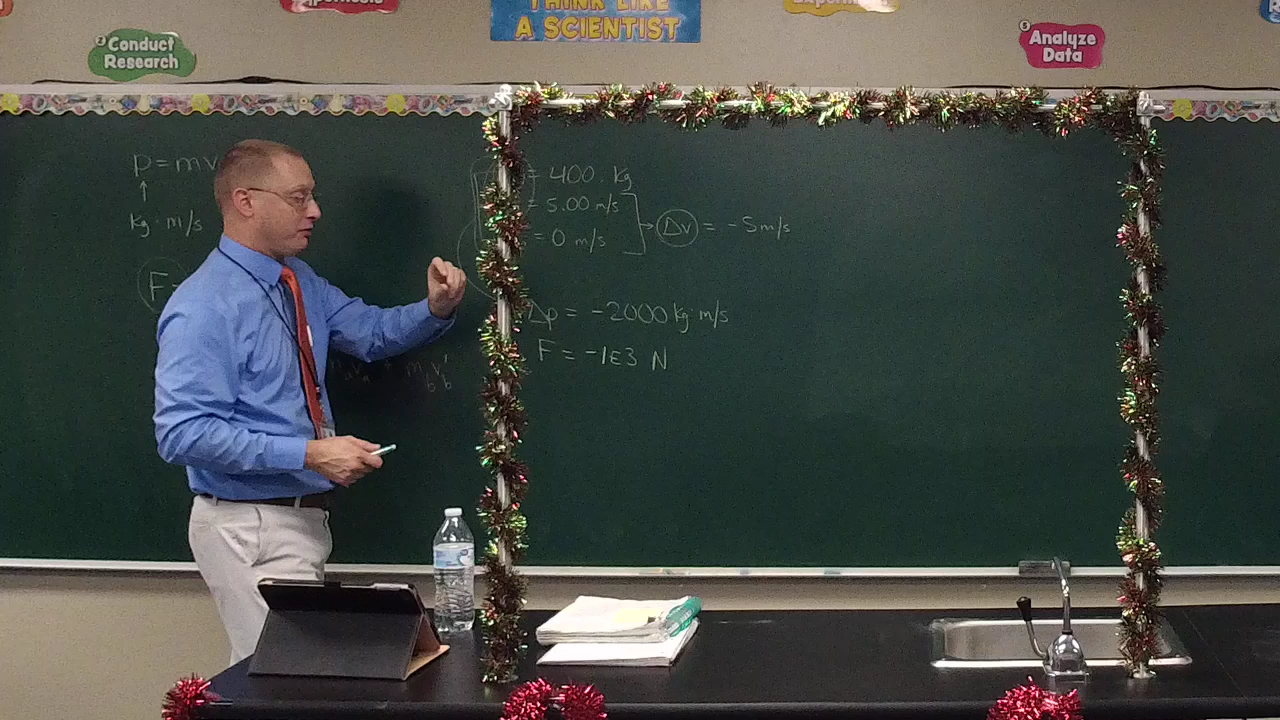 THINK LIKE
A SCIENTIST
Conduct
Research
5
Analyze
Data
p = mv
kg · m/s
F =
= 400. kg
= 5.00 m/s
= 0 m/s
Δv = -5 m/s
Δp = -2000 kg · m/s
F = -1E3 N